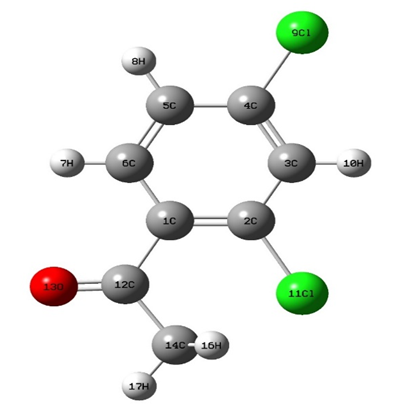 9Cl
8H
5C 4C
7H 6C 3C 10H
1C 2C
13O 12C 11Cl
14C 16H
17H